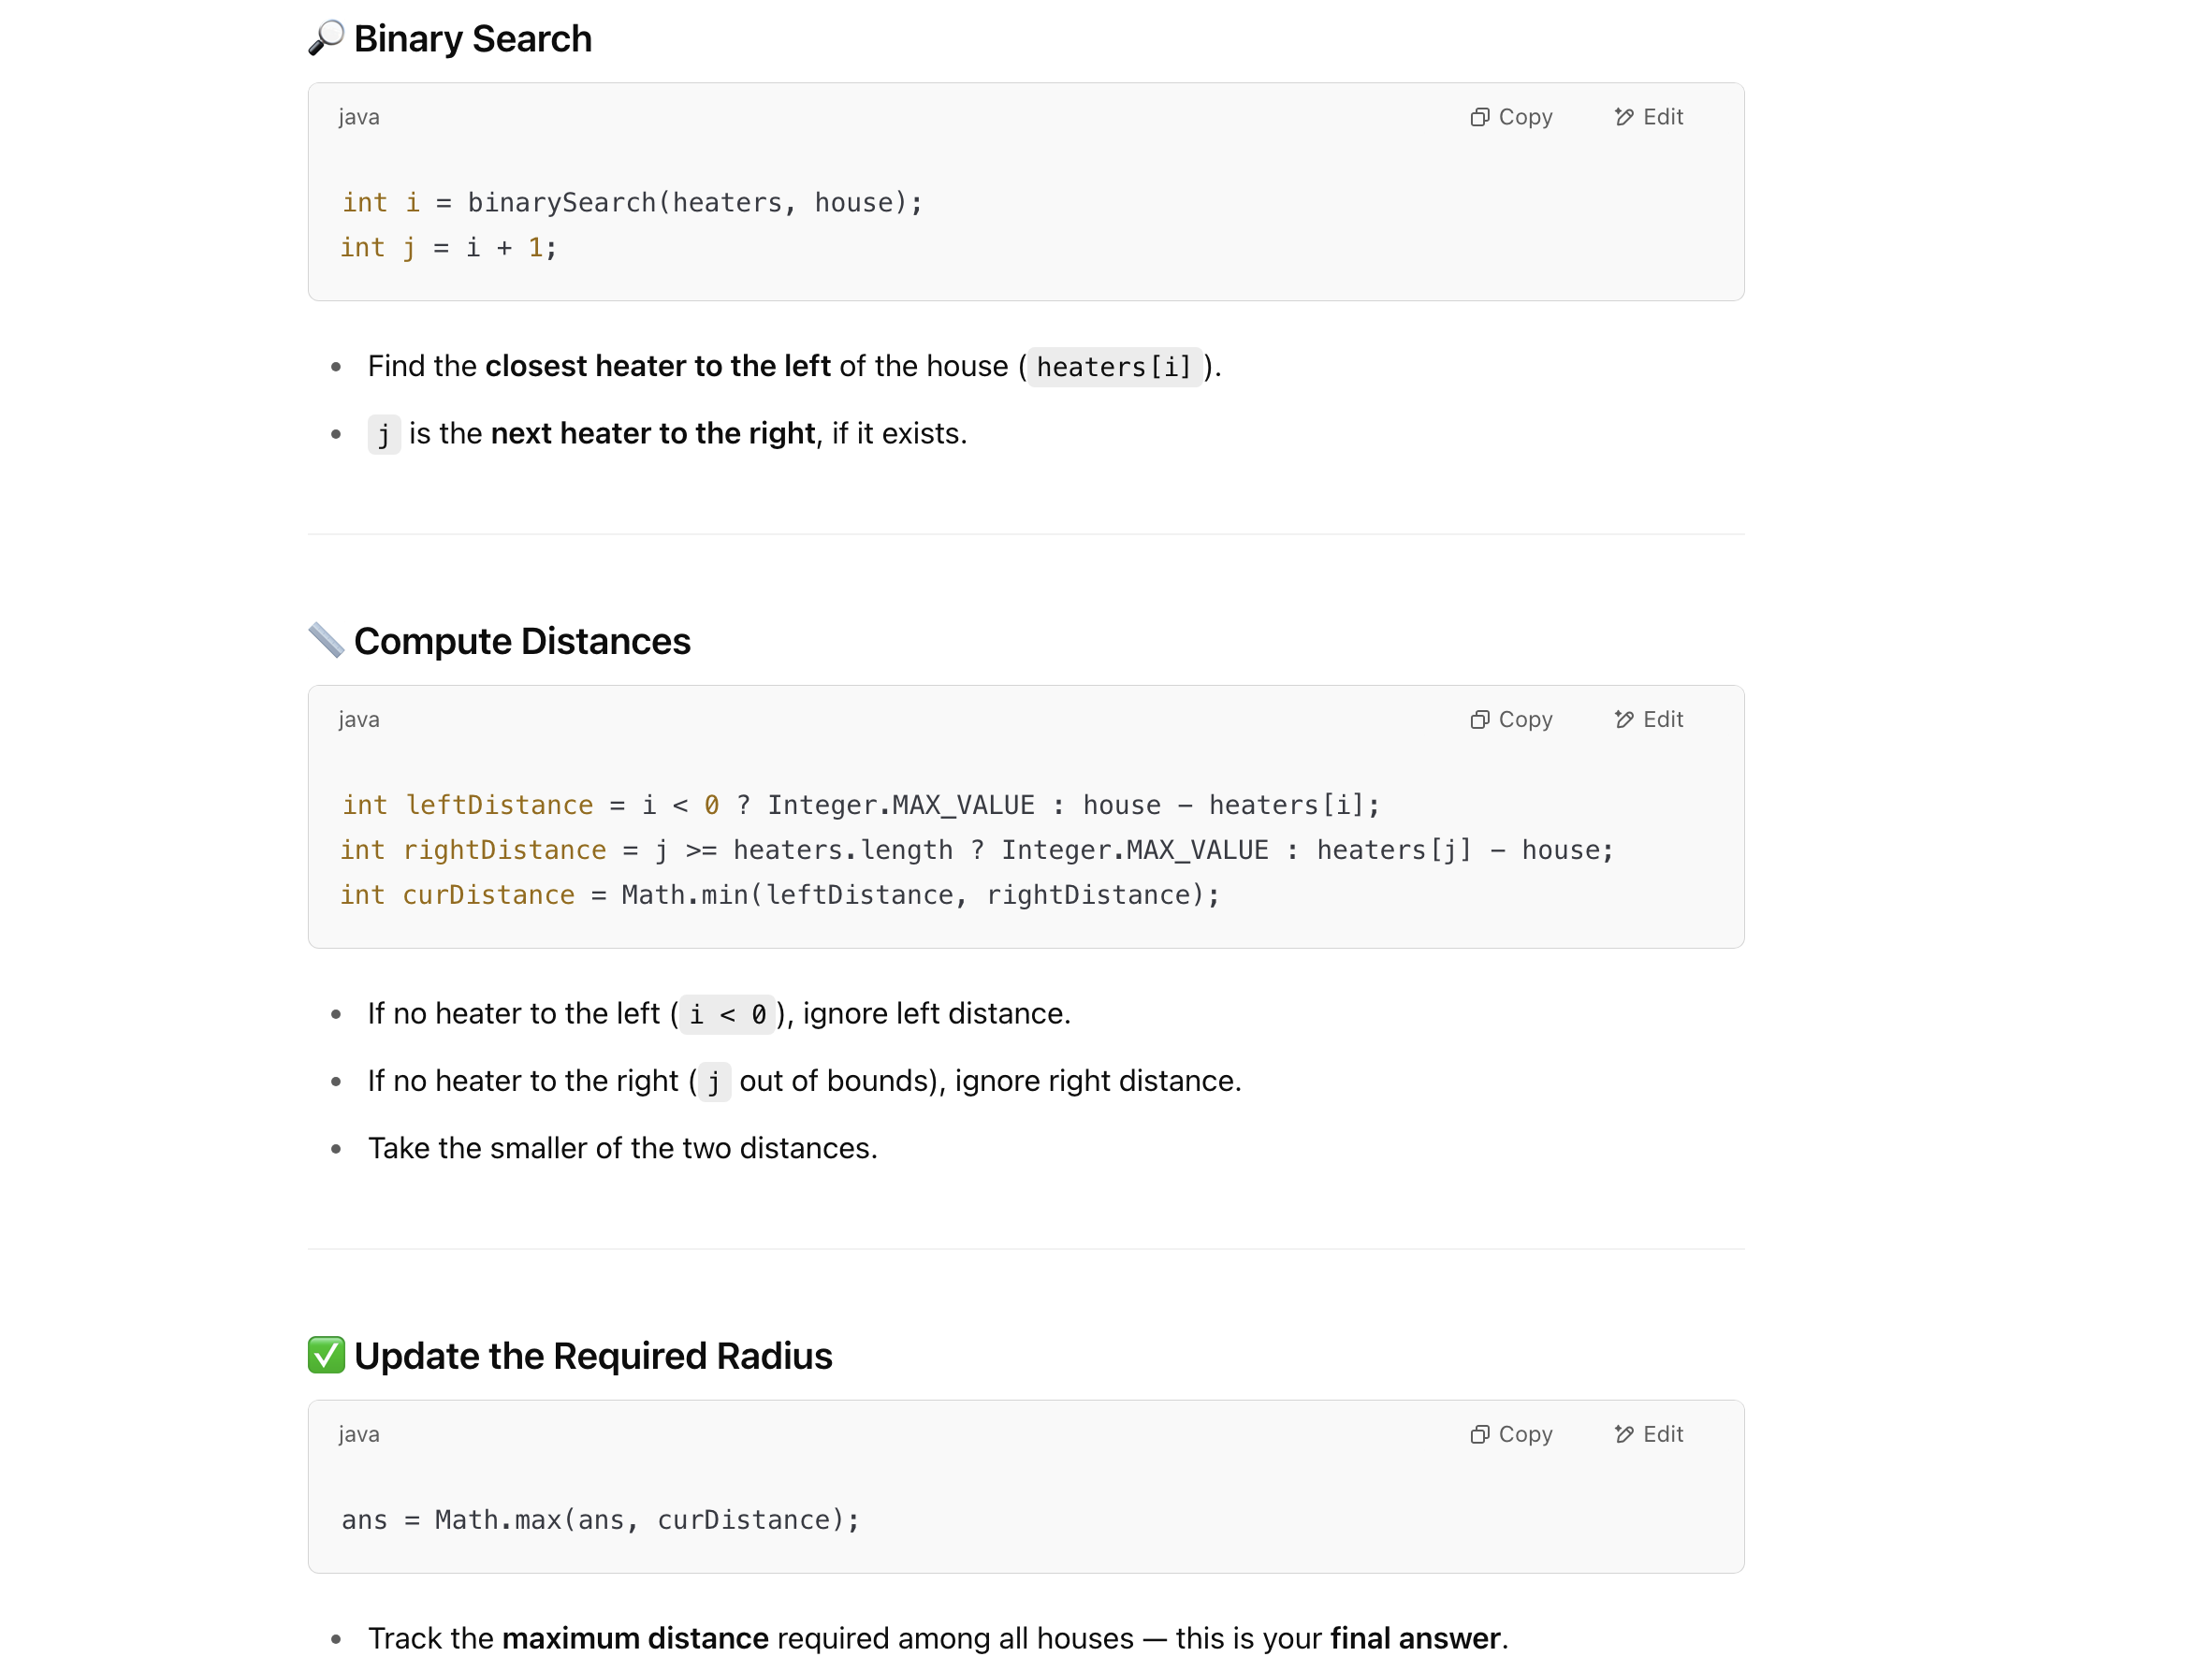 🔎 Binary Search
java
Copy
Edit
int i = binarySearch(heaters, house);
int j = i + 1;
• Find the closest heater to the left of the house (heaters[i]).
• j is the next heater to the right, if it exists.
📏 Compute Distances
java
Copy
Edit
int leftDistance = i < 0 ? Integer.MAX_VALUE : house - heaters[i];
int rightDistance = j >= heaters.length ? Integer.MAX_VALUE : heaters[j] - house;
int curDistance = Math.min(leftDistance, rightDistance);
• If no heater to the left (i < 0), ignore left distance.
• If no heater to the right (j out of bounds), ignore right distance.
• Take the smaller of the two distances.
✅ Update the Required Radius
java
Copy
Edit
ans = Math.max(ans, curDistance);
• Track the maximum distance required among all houses — this is your final answer.